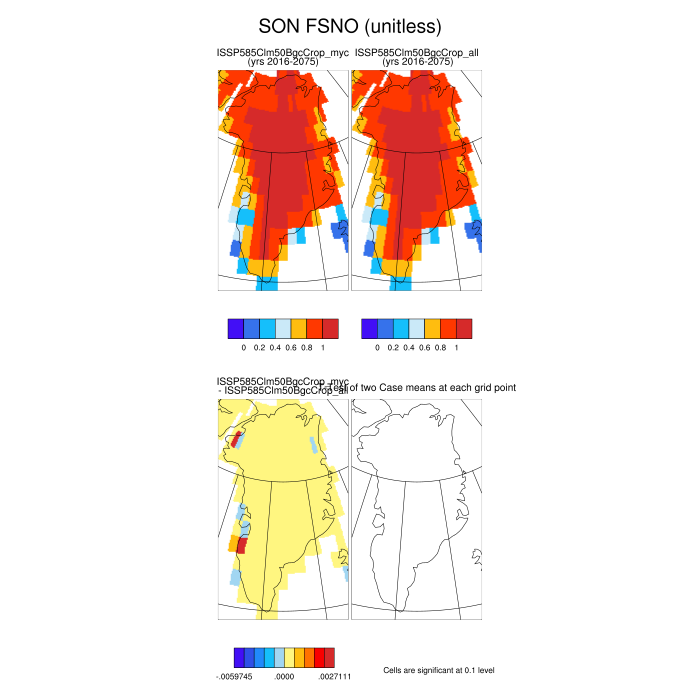 SON FSNO (unitless)
ISSP585Clm50BgcCrop_myc ISSP585Clm50BgcCrop_all
(yrs 2016-2075) (yrs 2016-2075)
0 0.2 0.4 0.6 0.8 1 0 0.2 0.4 0.6 0.8 1
ISSP585Clm50BgcCrop_myc
- ISSP585Clm50BgcCrop_all
of two Case means at each grid point
-.0059745 .0000 .0027111
Cells are significant at 0.1 level